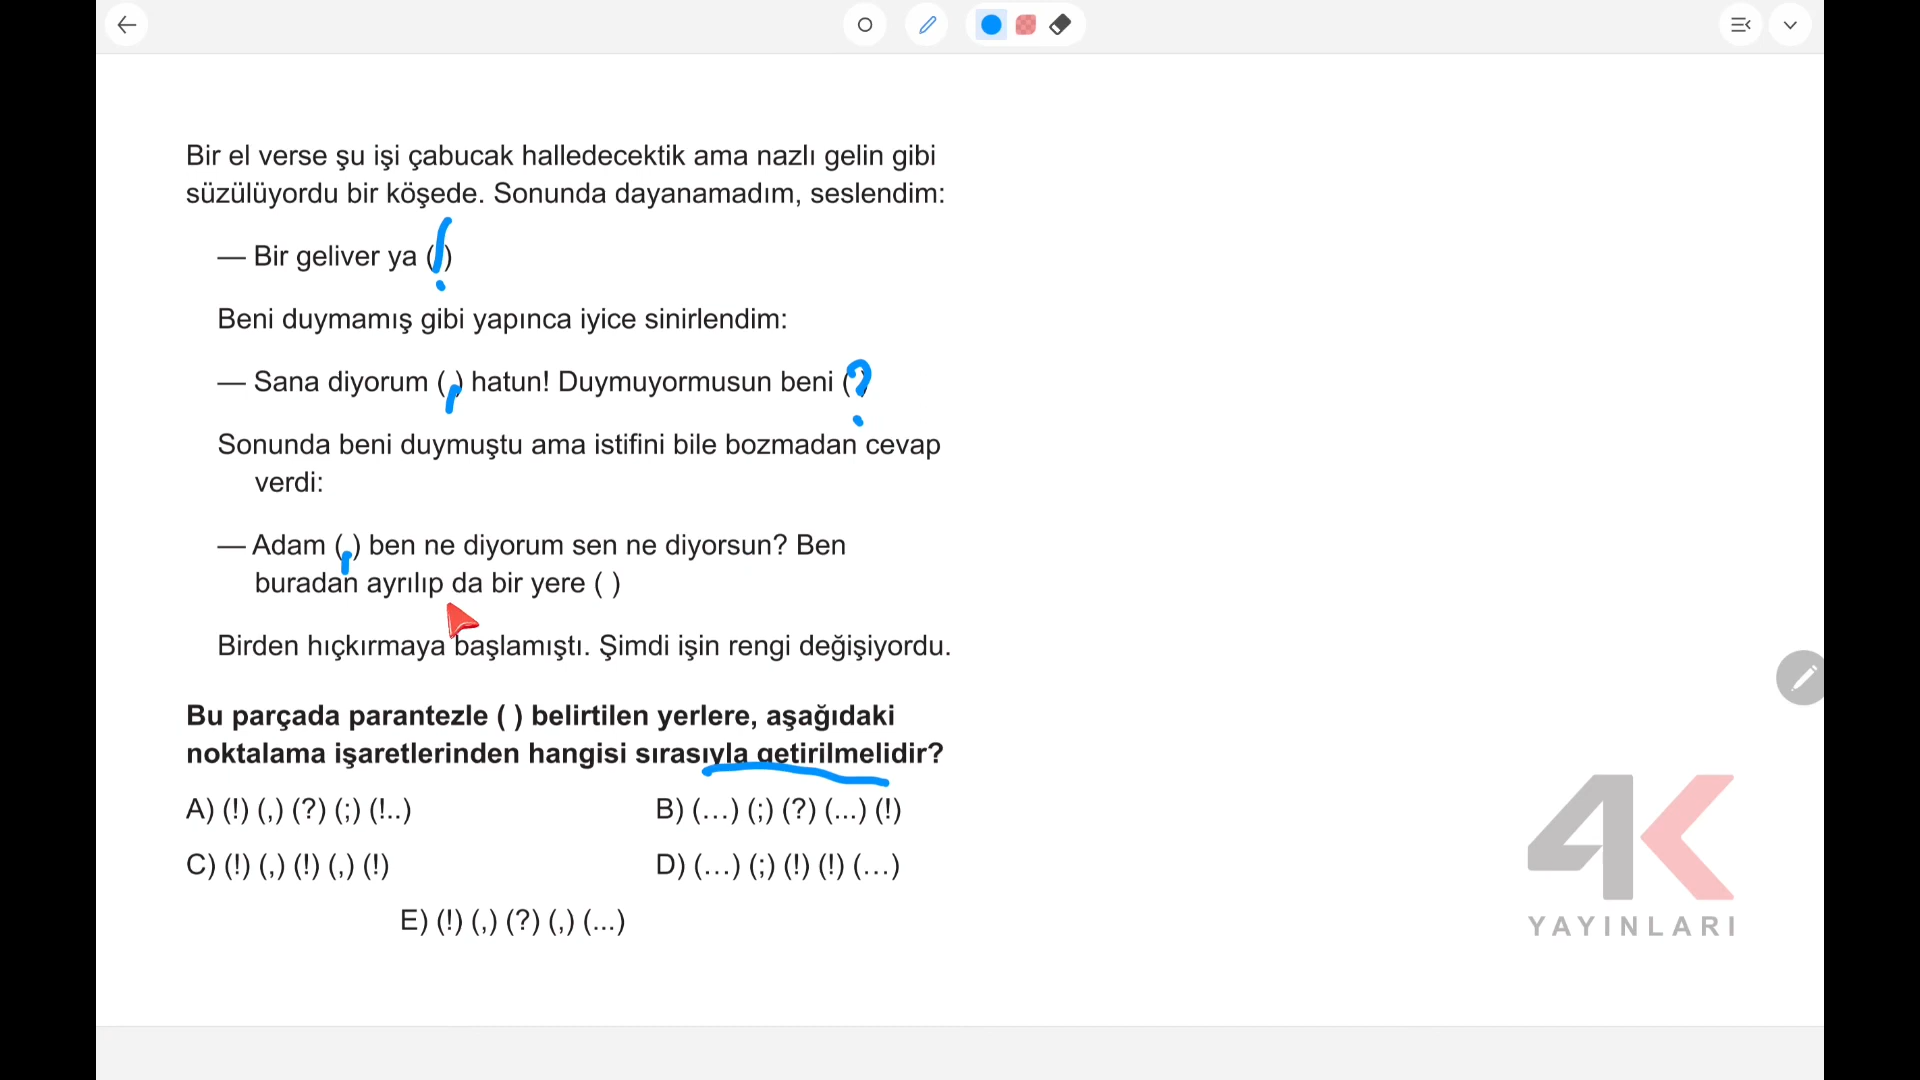 Bir el verse şu işi çabucak halledecektik ama nazlı gelin gibi
süzülüyordu bir köşede. Sonunda dayanamadım, seslendim:
— Bir geliver ya (!)
Beni duymamış gibi yapınca iyice sinirlendim:
— Sana diyorum (,) hatun! Duymuyormusun beni (?)
Sonunda beni duymuştu ama istifini bile bozmadan cevap
verdi:
— Adam (,) ben ne diyorum sen ne diyorsun? Ben
buradan ayrılıp da bir yere ( )
Birden hıçkırmaya başlamıştı. Şimdi işin rengi değişiyordu.
Bu parçada parantezle ( ) belirtilen yerlere, aşağıdaki
noktalama işaretlerinden hangisi sırasıyla getirilmelidir?
A) (!) (,) (?) (;) (!..)
B) (…) (;) (?) (...) (!)
C) (!) (,) (!) (,) (!)
D) (…) (;) (!) (!) (…)
E) (!) (,) (?) (,) (...)
4K
YAYINLARI